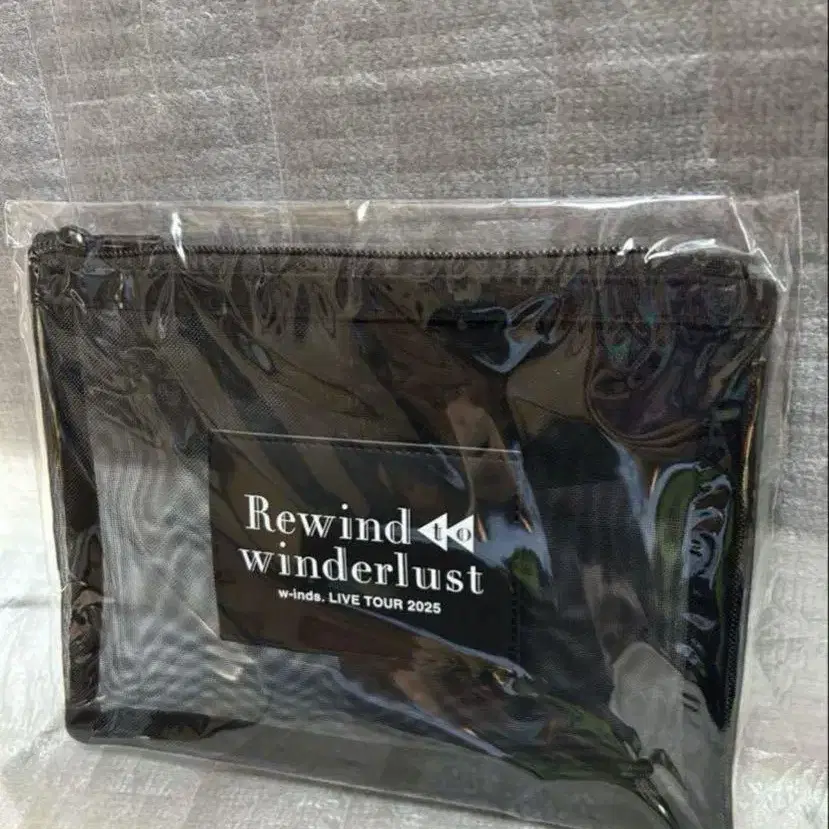 Rewind to
winderlust
w-inds. LIVE TOUR 2025